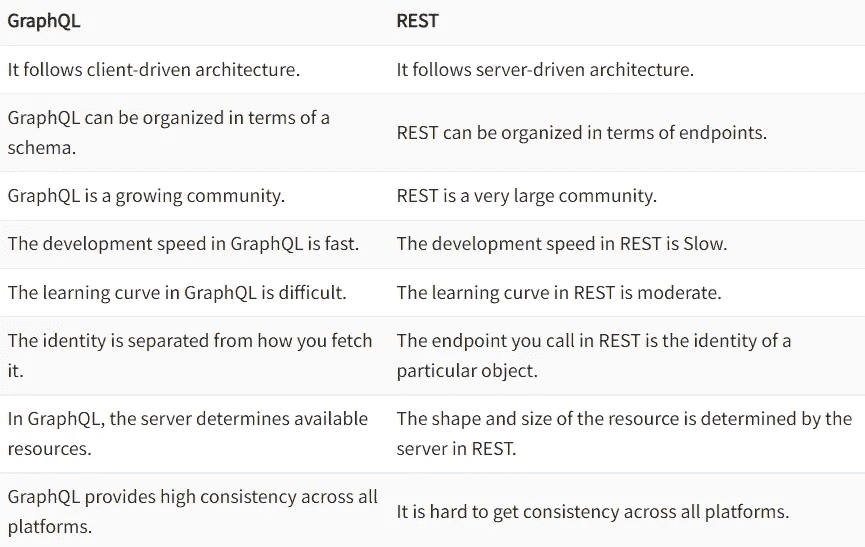 GraphQL REST
It follows client-driven architecture. It follows server-driven architecture.
GraphQL can be organized in terms of a
schema.
REST can be organized in terms of endpoints.
GraphQL is a growing community. REST is a very large community.
The development speed in GraphQL is fast. The development speed in REST is Slow.
The learning curve in GraphQL is difficult. The learning curve in REST is moderate.
The identity is separated from how you fetch
it.
The endpoint you call in REST is the identity of a
particular object.
In GraphQL, the server determines available
resources.
The shape and size of the resource is determined by the
server in REST.
GraphQL provides high consistency across all
platforms.
It is hard to get consistency across all platforms.